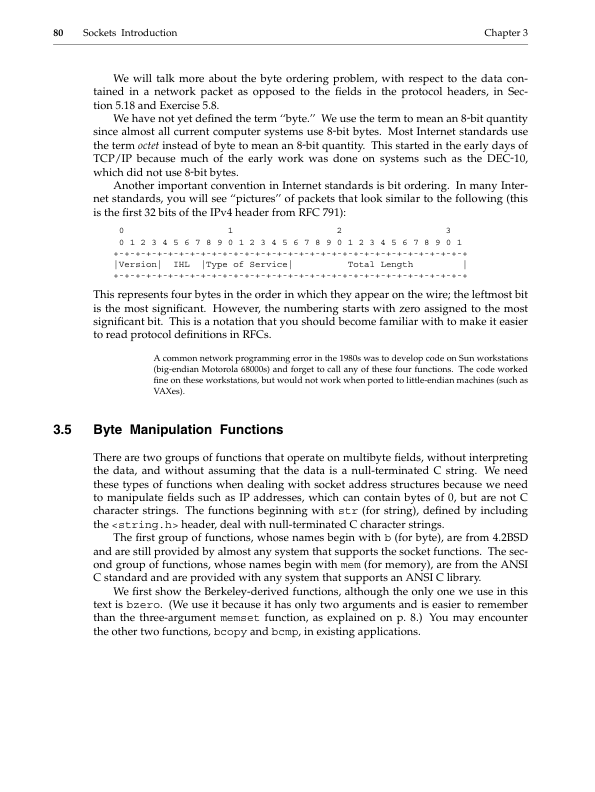 80 Sockets Introduction Chapter 3
We will talk more about the byte ordering problem, with respect to the data con-
tained in a network packet as opposed to the fields in the protocol headers, in Sec-
tion 5.18 and Exercise 5.8.
We have not yet defined the term “byte.” We use the term to mean an 8-bit quantity
since almost all current computer systems use 8-bit bytes. Most Internet standards use
the term octet instead of byte to mean an 8-bit quantity. This started in the early days of
TCP/IP because much of the early work was done on systems such as the DEC-10,
which did not use 8-bit bytes.
Another important convention in Internet standards is bit ordering. In many Inter-
net standards, you will see “pictures” of packets that look similar to the following (this
is the first 32 bits of the IPv4 header from RFC 791):
 0                   1                   2                   3
 0 1 2 3 4 5 6 7 8 9 0 1 2 3 4 5 6 7 8 9 0 1 2 3 4 5 6 7 8 9 0 1
+-+-+-+-+-+-+-+-+-+-+-+-+-+-+-+-+-+-+-+-+-+-+-+-+-+-+-+-+-+-+-+-+
|Version|  IHL  |Type of Service|          Total Length         |
+-+-+-+-+-+-+-+-+-+-+-+-+-+-+-+-+-+-+-+-+-+-+-+-+-+-+-+-+-+-+-+-+
This represents four bytes in the order in which they appear on the wire; the leftmost bit
is the most significant. However, the numbering starts with zero assigned to the most
significant bit. This is a notation that you should become familiar with to make it easier
to read protocol definitions in RFCs.
A common network programming error in the 1980s was to develop code on Sun workstations
(big-endian Motorola 68000s) and forget to call any of these four functions. The code worked
fine on these workstations, but would not work when ported to little-endian machines (such as
VAXes).
3.5 Byte Manipulation Functions
There are two groups of functions that operate on multibyte fields, without interpreting
the data, and without assuming that the data is a null-terminated C string. We need
these types of functions when dealing with socket address structures because we need
to manipulate fields such as IP addresses, which can contain bytes of 0, but are not C
character strings. The functions beginning with str (for string), defined by including
the <string.h> header, deal with null-terminated C character strings.
The first group of functions, whose names begin with b (for byte), are from 4.2BSD
and are still provided by almost any system that supports the socket functions. The sec-
ond group of functions, whose names begin with mem (for memory), are from the ANSI
C standard and are provided with any system that supports an ANSI C library.
We first show the Berkeley-derived functions, although the only one we use in this
text is bzero. (We use it because it has only two arguments and is easier to remember
than the three-argument memset function, as explained on p. 8.) You may encounter
the other two functions, bcopy and bcmp, in existing applications.